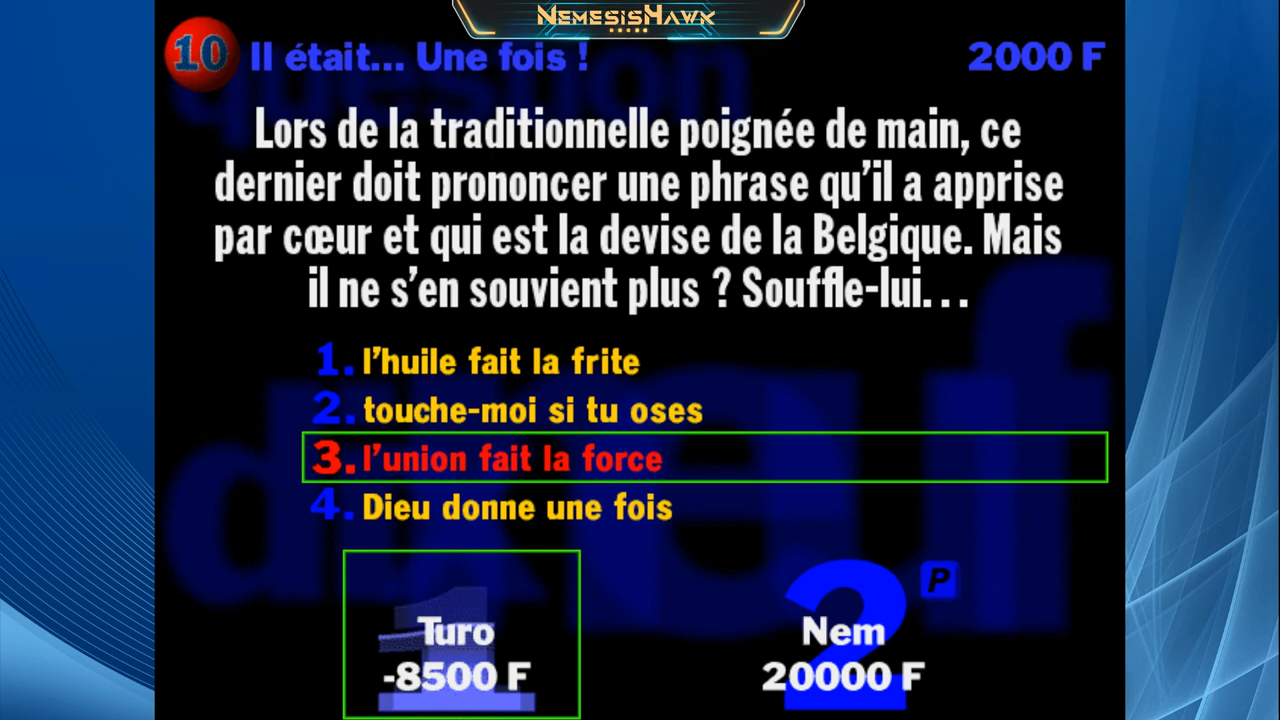 NemesisHawk
10 Il était... Une fois ! 2000 F
Lors de la traditionnelle poignée de main, ce
dernier doit prononcer une phrase qu'il a apprise
par cœur et qui est la devise de la Belgique. Mais
il ne s'en souvient plus ? Souffle-lui...
1. l'huile fait la frite
2. touche-moi si tu oses
3. l'union fait la force
4. Dieu donne une fois
1 2 P
Turo Nem
-8500 F 20000 F
question